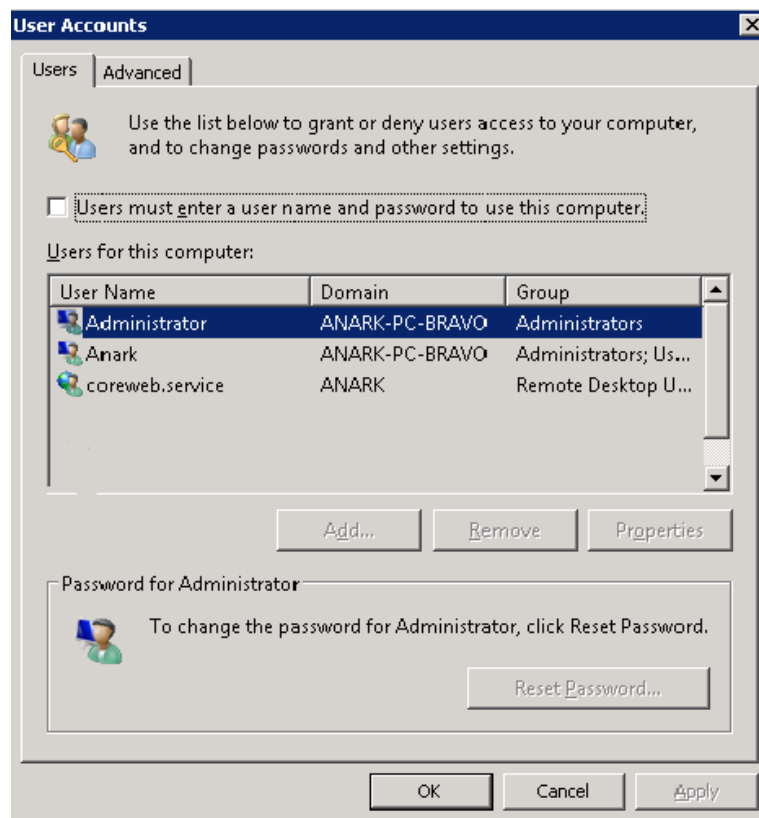 User Accounts
Users
Advanced
Use the list below to grant or deny users access to your computer,
and to change passwords and other settings.
Users must enter a user name and password to use this computer.
Users for this computer:
User Name Domain Group
Administrator ANARK-PC-BRAVO Administrators
Anark ANARK-PC-BRAVO Administrators; Us...
coreweb.service ANARK Remote Desktop U...
Add... Remove Properties
Password for Administrator
To change the password for Administrator, click Reset Password.
Reset Password...
OK Cancel Apply